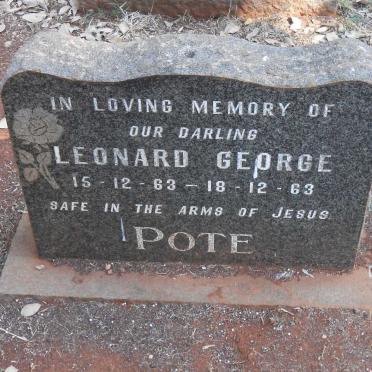 IN LOVING MEMORY OF
OUR DARLING
LEONARD GEORGE
15-12-63 – 18-12-63
SAFE IN THE ARMS OF JESUS
POTE